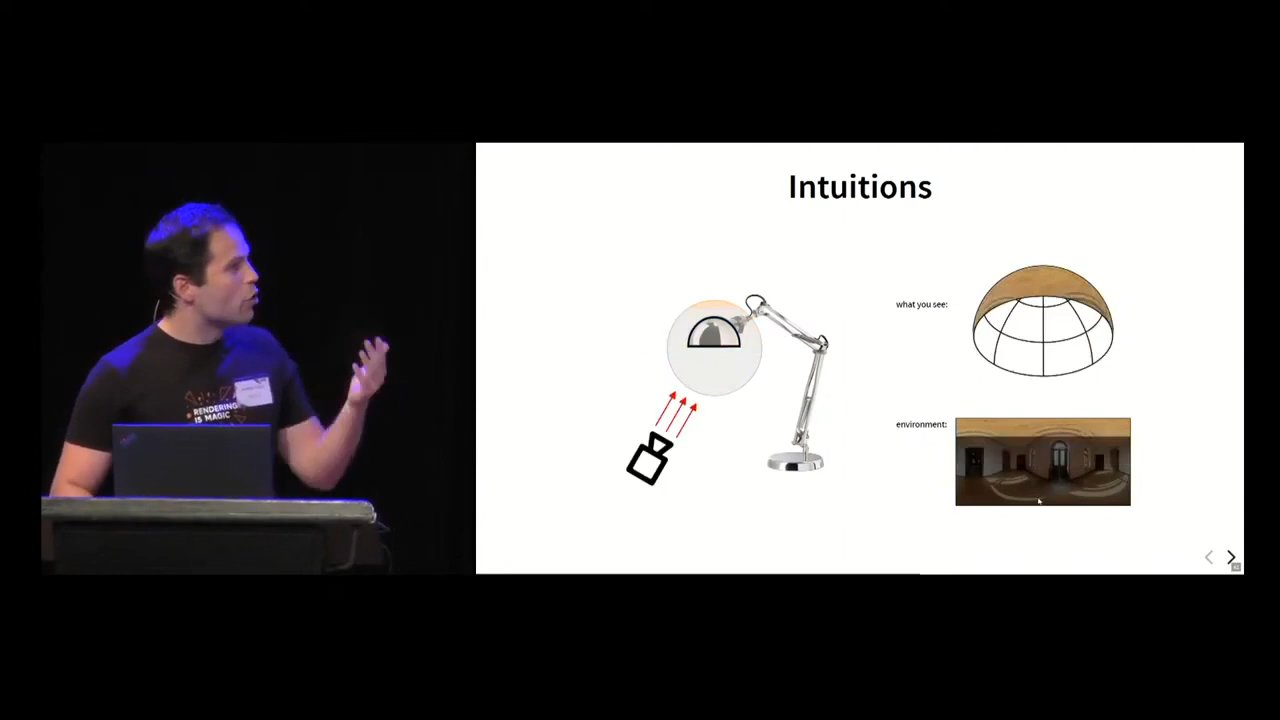 Intuitions
what you see:
environment:
RENDERING
IS MAGIC